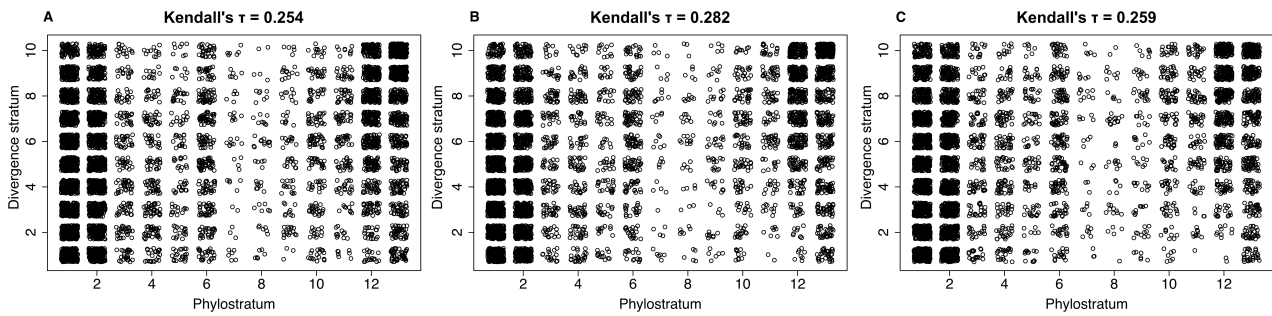 A
Kendall's τ = 0.254
Divergence stratum
10
8
6
4
2
2 4 6 8 10 12
Phylostratum
B
Kendall's τ = 0.282
Divergence stratum
10
8
6
4
2
2 4 6 8 10 12
Phylostratum
C
Kendall's τ = 0.259
Divergence stratum
10
8
6
4
2
2 4 6 8 10 12
Phylostratum